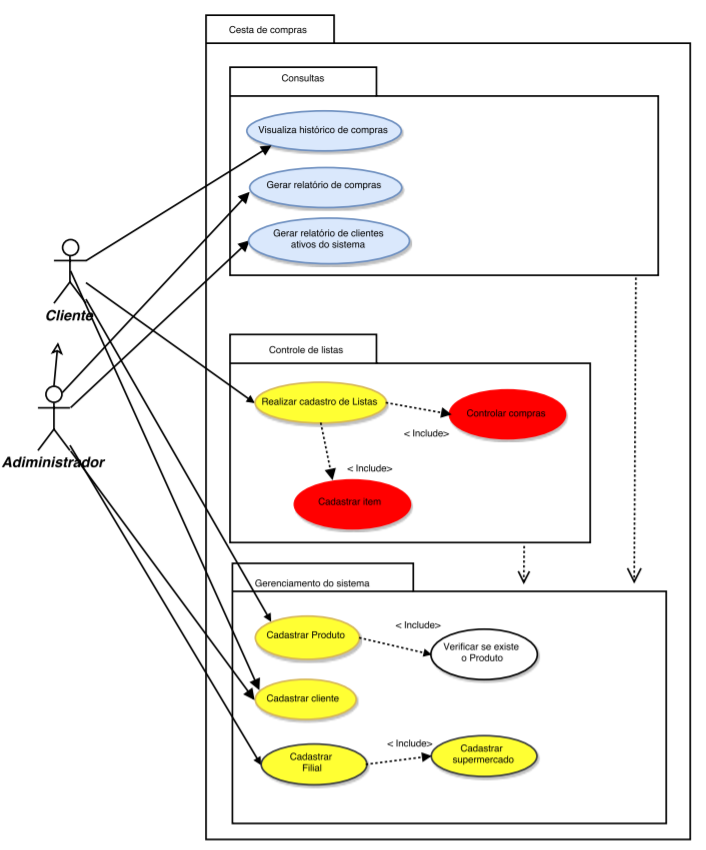 Cesta de compras
Consultas
Visualiza histórico de compras
Gerar relatório de compras
Gerar relatório de clientes
ativos do sistema
Cliente
Adiministrador
Controle de listas
Realizar cadastro de Listas
Controlar compras
< Include>
< Include>
Cadastrar item
Gerenciamento do sistema
Cadastrar Produto
< Include>
Verificar se existe
o Produto
Cadastrar cliente
Cadastrar
Filial
< Include>
Cadastrar
supermercado